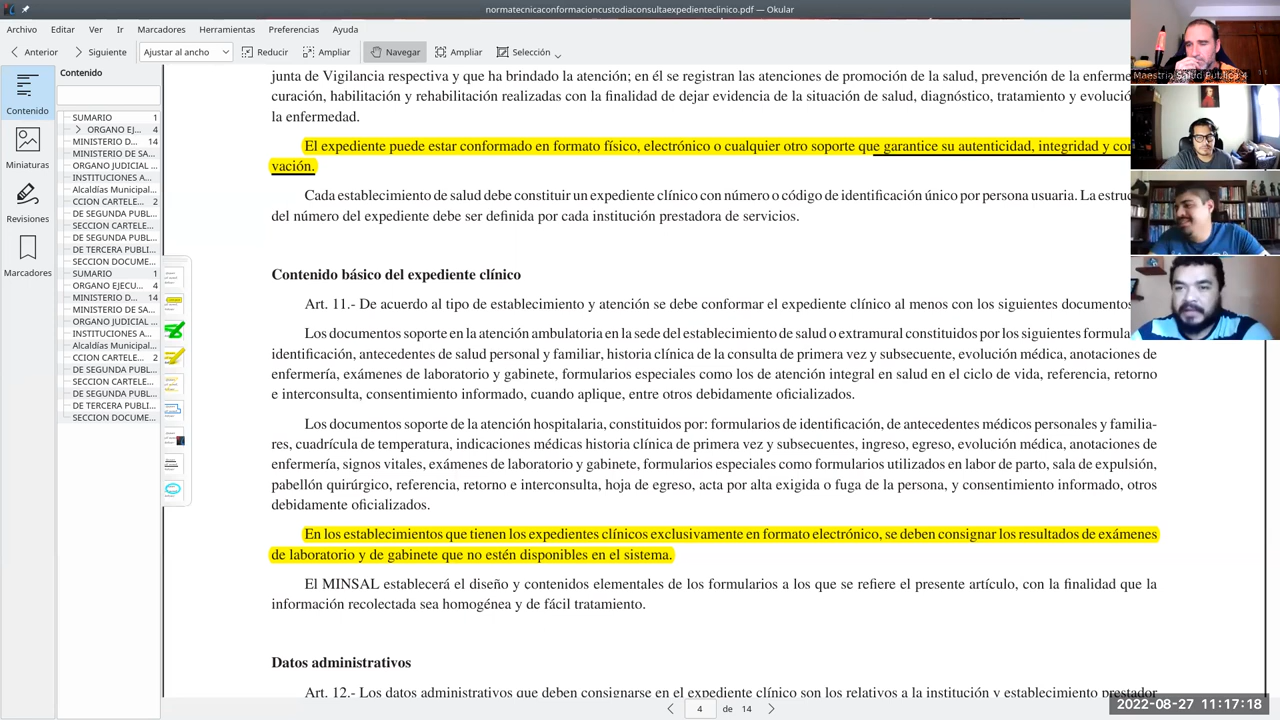 normatecnicaconformacioncustodiaconsultaexpedienteclinico.pdf — Okular
Archivo Editar Ver Ir Marcadores Herramientas Preferencias Ayuda
Anterior Siguiente Ajustar al ancho Reducir Ampliar Navegar Ampliar Selección
Contenido
Miniaturas
Revisiones
Marcadores
Contenido
SUMARIO 1
ORGANO EJ... 4
MINISTERIO D... 14
MINISTERIO DE SA...
ORGANO JUDICIAL ...
INSTITUCIONES A...
Alcaldías Municipal...
CCION CARTELE... 2
DE SEGUNDA PUBL...
SECCION CARTELE...
DE SEGUNDA PUBL...
DE TERCERA PUBLI...
SECCION DOCUME...
SUMARIO 1
ORGANO EJECU... 4
MINISTERIO D... 14
MINISTERIO DE SA...
ORGANO JUDICIAL ...
INSTITUCIONES A...
Alcaldías Municipal...
CCION CARTELE... 2
DE SEGUNDA PUBL...
SECCION CARTELE...
DE SEGUNDA PUBL...
DE TERCERA PUBLI...
SECCION DOCUME...
junta de Vigilancia respectiva y que ha brindado la atención; en él se registran las atenciones de promoción de la salud, prevención de la enferme
curación, habilitación y rehabilitación realizadas con la finalidad de dejar evidencia de la situación de salud, diagnóstico, tratamiento y evolució
la enfermedad.
El expediente puede estar conformado en formato físico, electrónico o cualquier otro soporte que garantice su autenticidad, integridad y con
vación.
Cada establecimiento de salud debe constituir un expediente clínico con número o código de identificación único por persona usuaria. La estruc
del número del expediente debe ser definida por cada institución prestadora de servicios.
Contenido básico del expediente clínico
Art. 11.- De acuerdo al tipo de establecimiento y atención se debe conformar el expediente clínico al menos con los siguientes documentos
Los documentos soporte en la atención ambulatoria en la sede del establecimiento de salud o extramural constituidos por los siguientes formula
identificación, antecedentes de salud personal y familiar, historia clínica de la consulta de primera vez y subsecuente, evolución médica, anotaciones de
enfermería, exámenes de laboratorio y gabinete, formularios especiales como los de atención integral en salud en el ciclo de vida, referencia, retorno
e interconsulta, consentimiento informado, cuando aplique, entre otros debidamente oficializados.
Los documentos soporte de la atención hospitalaria, constituidos por: formularios de identificación, de antecedentes médicos personales y familia-
res, cuadrícula de temperatura, indicaciones médicas historia clínica de primera vez y subsecuentes, ingreso, egreso, evolución médica, anotaciones de
enfermería, signos vitales, exámenes de laboratorio y gabinete, formularios especiales como formularios utilizados en labor de parto, sala de expulsión,
pabellón quirúrgico, referencia, retorno e interconsulta, hoja de egreso, acta por alta exigida o fuga de la persona, y consentimiento informado, otros
debidamente oficializados.
En los establecimientos que tienen los expedientes clínicos exclusivamente en formato electrónico, se deben consignar los resultados de exámenes
de laboratorio y de gabinete que no estén disponibles en el sistema.
El MINSAL establecerá el diseño y contenidos elementales de los formularios a los que se refiere el presente artículo, con la finalidad que la
información recolectada sea homogénea y de fácil tratamiento.
Datos administrativos
Art. 12.- Los datos administrativos que deben consignarse en el expediente clínico son los relativos a la institución y establecimiento prestador
4 de 14
Maestria Salud Publica 4
2022-08-27 11:17:18